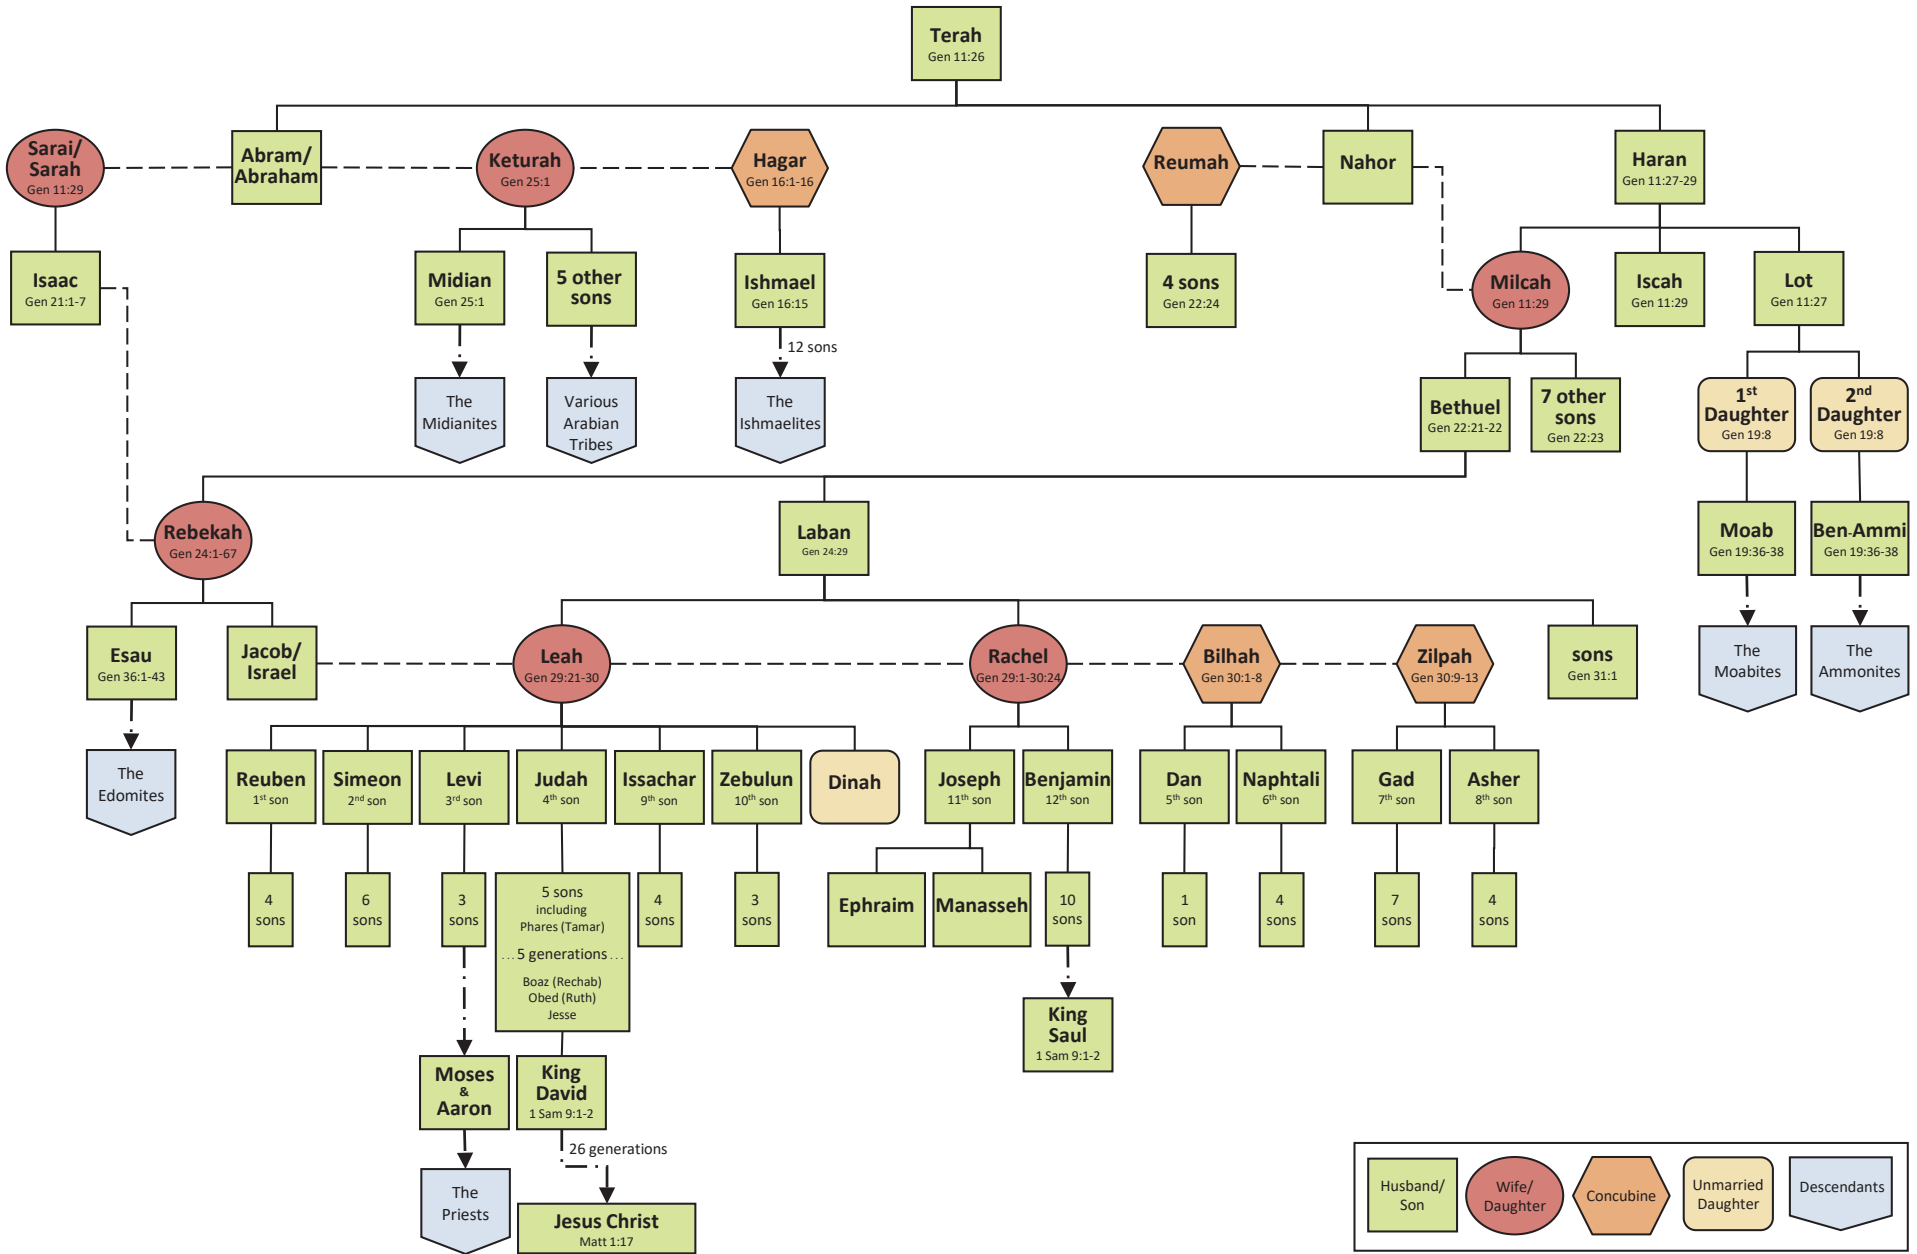 Terah
Gen 11:26
Sarai/
Sarah
Gen 11:29
Abram/
Abraham
Keturah
Gen 25:1
Hagar
Gen 16:1-16
Reumah
Nahor
Haran
Gen 11:27-29
Isaac
Gen 21:1-7
Midian
Gen 25:1
5 other
sons
Ishmael
Gen 16:15
4 sons
Gen 22:24
Milcah
Gen 11:29
Iscah
Gen 11:29
Lot
Gen 11:27
12 sons
The
Midianites
Various
Arabian
Tribes
The
Ishmaelites
Bethuel
Gen 22:21-22
7 other
sons
Gen 22:23
1st
Daughter
Gen 19:8
2nd
Daughter
Gen 19:8
Rebekah
Gen 24:1-67
Laban
Gen 24:29
Moab
Gen 19:36-38
Ben-Ammi
Gen 19:36-38
Esau
Gen 36:1-43
Jacob/
Israel
Leah
Gen 29:21-30
Rachel
Gen 29:1-30:24
Bilhah
Gen 30:1-8
Zilpah
Gen 30:9-13
sons
Gen 31:1
The
Moabites
The
Ammonites
The
Edomites
Reuben
1st son
Simeon
2nd son
Levi
3rd son
Judah
4th son
Issachar
9th son
Zebulun
10th son
Dinah
Joseph
11th son
Benjamin
12th son
Dan
5th son
Naphtali
6th son
Gad
7th son
Asher
8th son
4
sons
6
sons
3
sons
5 sons
including
Phares (Tamar)
...5 generations...
Boaz (Rechab)
Obed (Ruth)
Jesse
4
sons
3
sons
Ephraim
Manasseh
10
sons
1
son
4
sons
7
sons
4
sons
King
Saul
1 Sam 9:1-2
Moses
&
Aaron
King
David
1 Sam 9:1-2
26 generations
The
Priests
Jesus Christ
Matt 1:17
Husband/
Son
Wife/
Daughter
Concubine
Unmarried
Daughter
Descendants